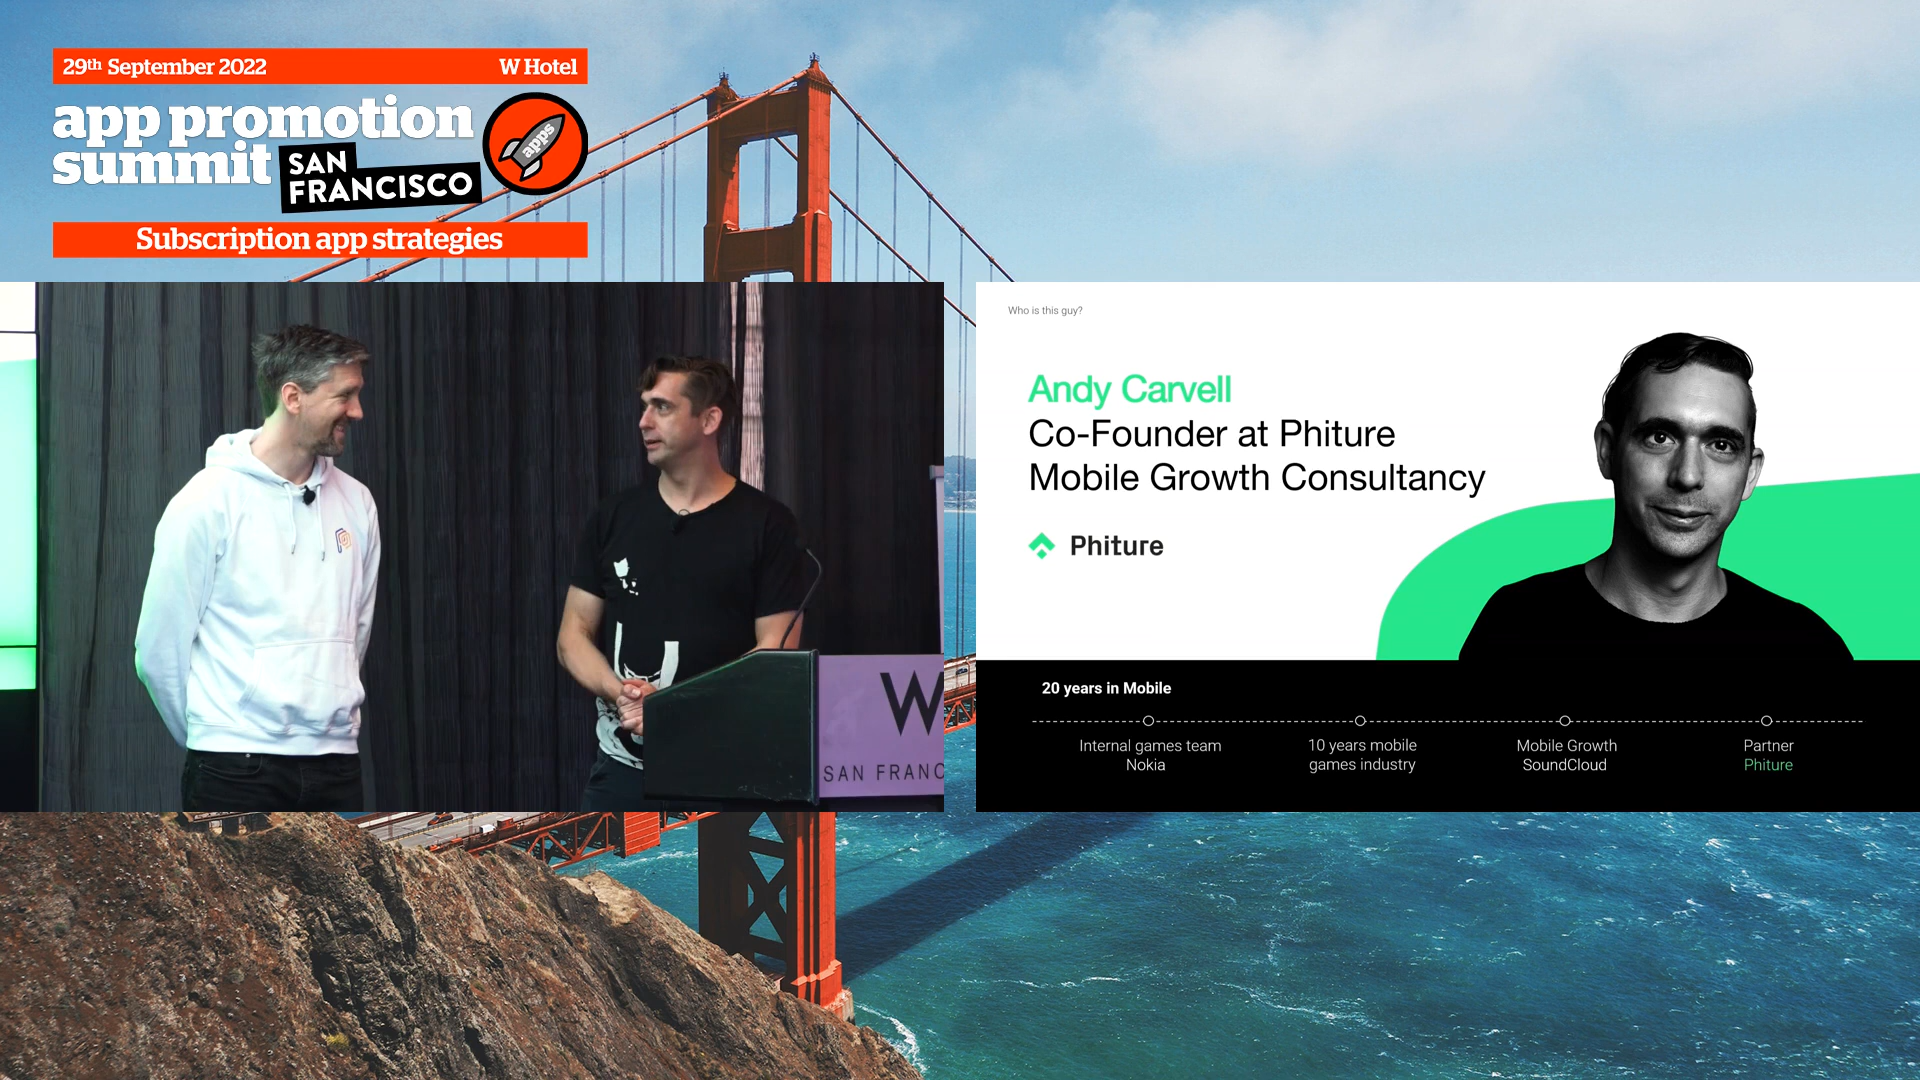 29th September 2022 W Hotel
app promotion
summit SAN
FRANCISCO
apps
Subscription app strategies
W
SAN FRANC
Who is this guy?
Andy Carvell
Co-Founder at Phiture
Mobile Growth Consultancy
Phiture
20 years in Mobile
Internal games team
Nokia
10 years mobile
games industry
Mobile Growth
SoundCloud
Partner
Phiture